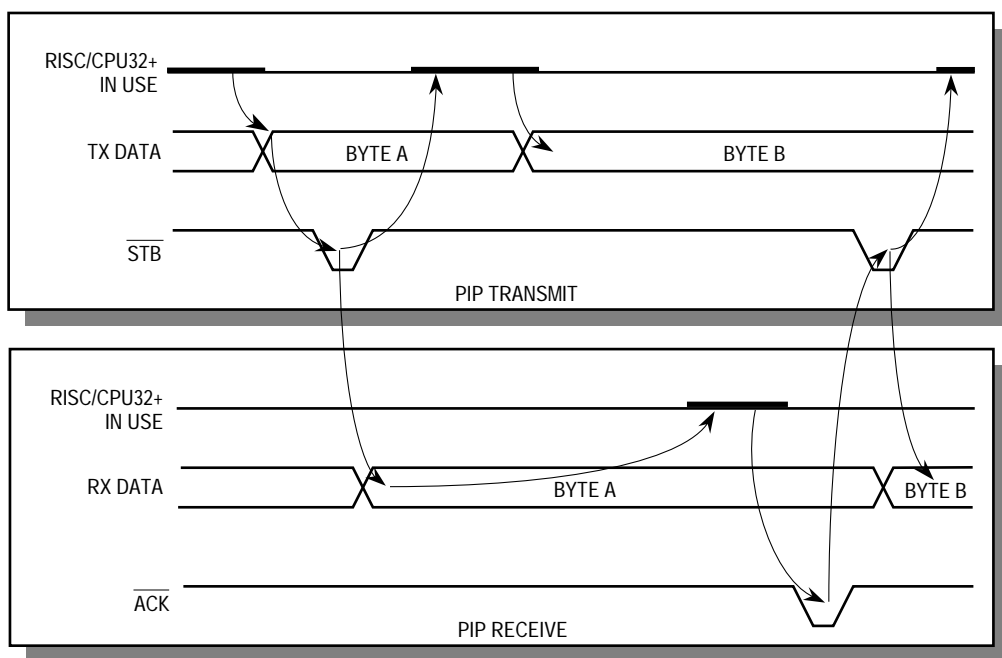 RISC/CPU32+
IN USE
TX DATA
BYTE A
BYTE B
STB
PIP TRANSMIT
RISC/CPU32+
IN USE
RX DATA
BYTE A
BYTE B
ACK
PIP RECEIVE